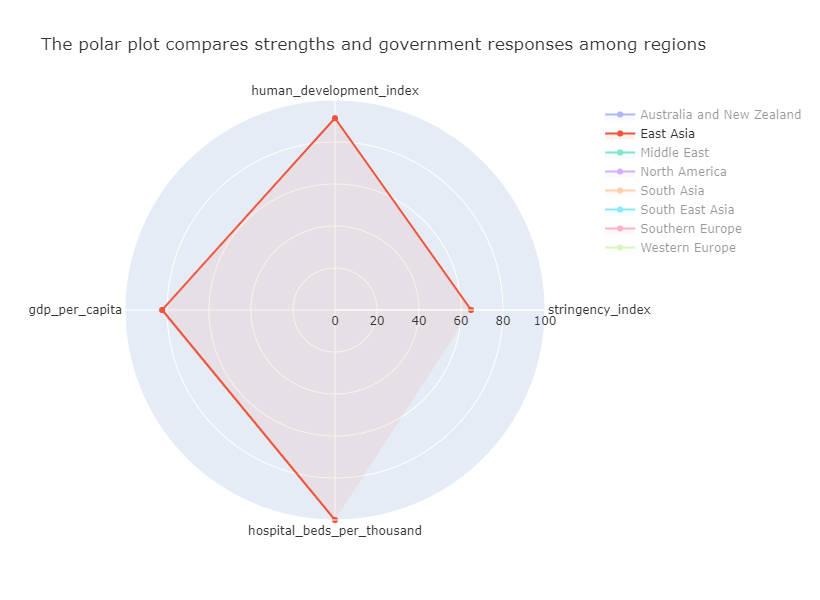 The polar plot compares strengths and government responses among regions
human_development_index
Australia and New Zealand
East Asia
Middle East
North America
South Asia
South East Asia
Southern Europe
Western Europe
gdp_per_capita
stringency_index
0 20 40 60 80 100
hospital_beds_per_thousand